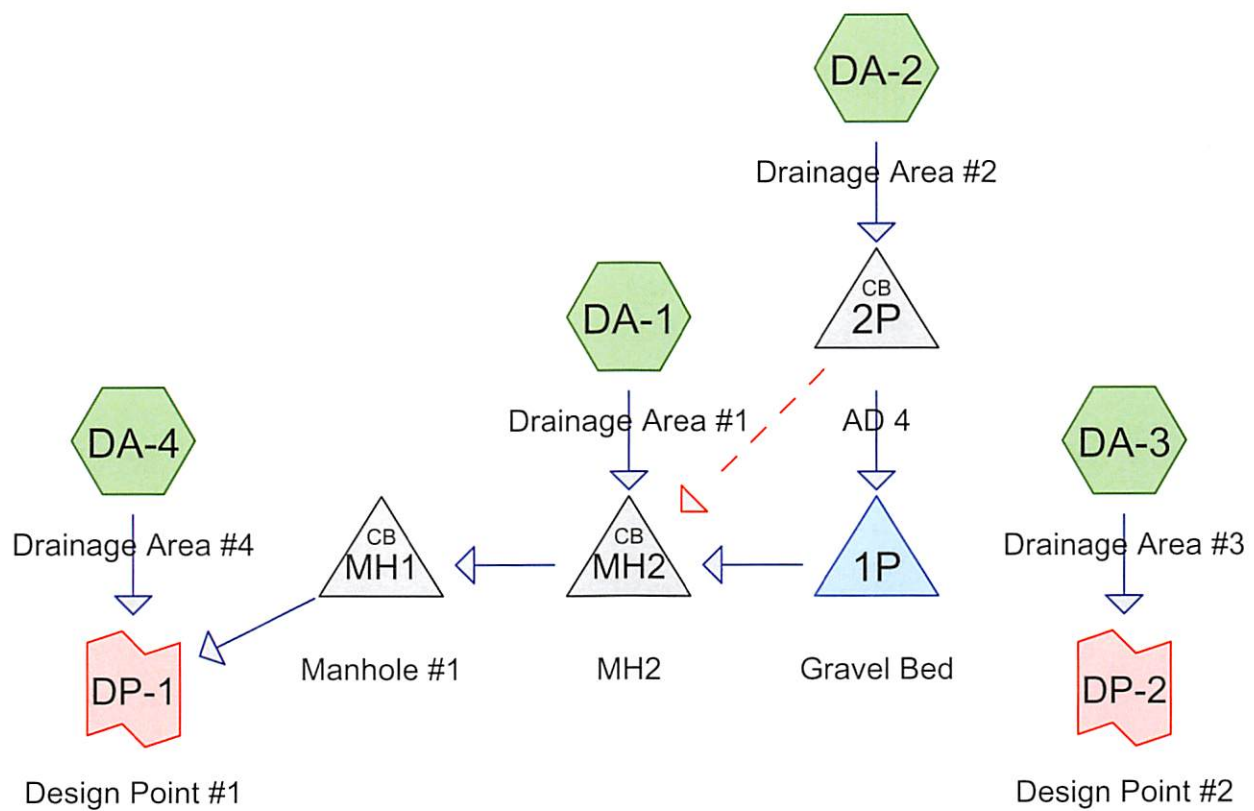 DA-2
Drainage Area #2
CB
2P
DA-1
Drainage Area #1
AD 4
DA-4
Drainage Area #4
DA-3
Drainage Area #3
CB
MH1
CB
MH2
1P
Manhole #1
MH2
Gravel Bed
DP-1
Design Point #1
DP-2
Design Point #2